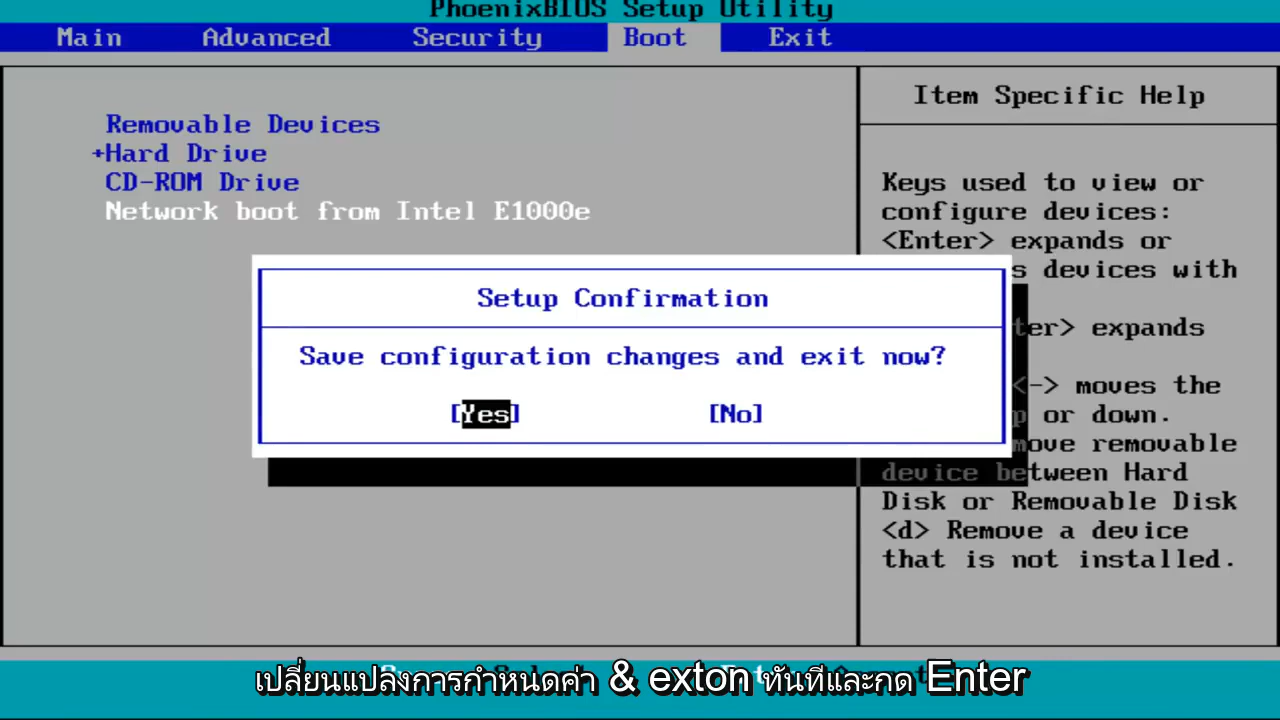 PhoenixBIOS Setup Utility
Main Advanced Security Boot Exit
Removable Devices
+Hard Drive
CD-ROM Drive
Network boot from Intel E1000e
Item Specific Help
Keys used to view or
configure devices:
<Enter> expands or
devices with
expands
<-> moves the
or down.
move removable
device between Hard
Disk or Removable Disk
<d> Remove a device
that is not installed.
Setup Confirmation
Save configuration changes and exit now?
[Yes] [No]
เปลี่ยนแปลงการกำหนดค่า & exton ทันทีและกด Enter